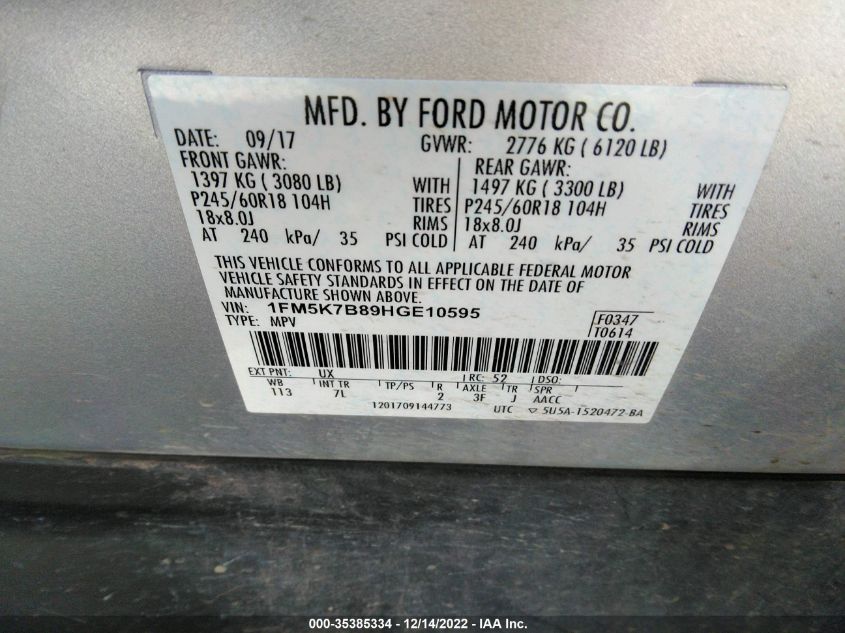 MFD. BY FORD MOTOR CO.
DATE: 09/17 GVWR: 2776 KG ( 6120 LB)
FRONT GAWR: REAR GAWR:
1397 KG ( 3080 LB) WITH 1497 KG ( 3300 LB) WITH
P245/60R18 104H TIRES P245/60R18 104H TIRES
18x8.0J RIMS 18x8.0J RIMS
AT 240 kPa/ 35 PSI COLD AT 240 kPa/ 35 PSI COLD
THIS VEHICLE CONFORMS TO ALL APPLICABLE FEDERAL MOTOR
VEHICLE SAFETY STANDARDS IN EFFECT ON THE DATE OF
MANUFACTURE SHOWN ABOVE.
VIN: 1FM5K7B89HGE10595 F0347
TYPE: MPV T0614
EXT PNT: UX RC: 52 DSO:
WB INT TR TP/PS R AXLE TR SPR
113 7L 2 3F J AACC
1201709144773 UTC ▽ 5U5A-1520472-BA
000-35385334 - 12/14/2022 - IAA Inc.